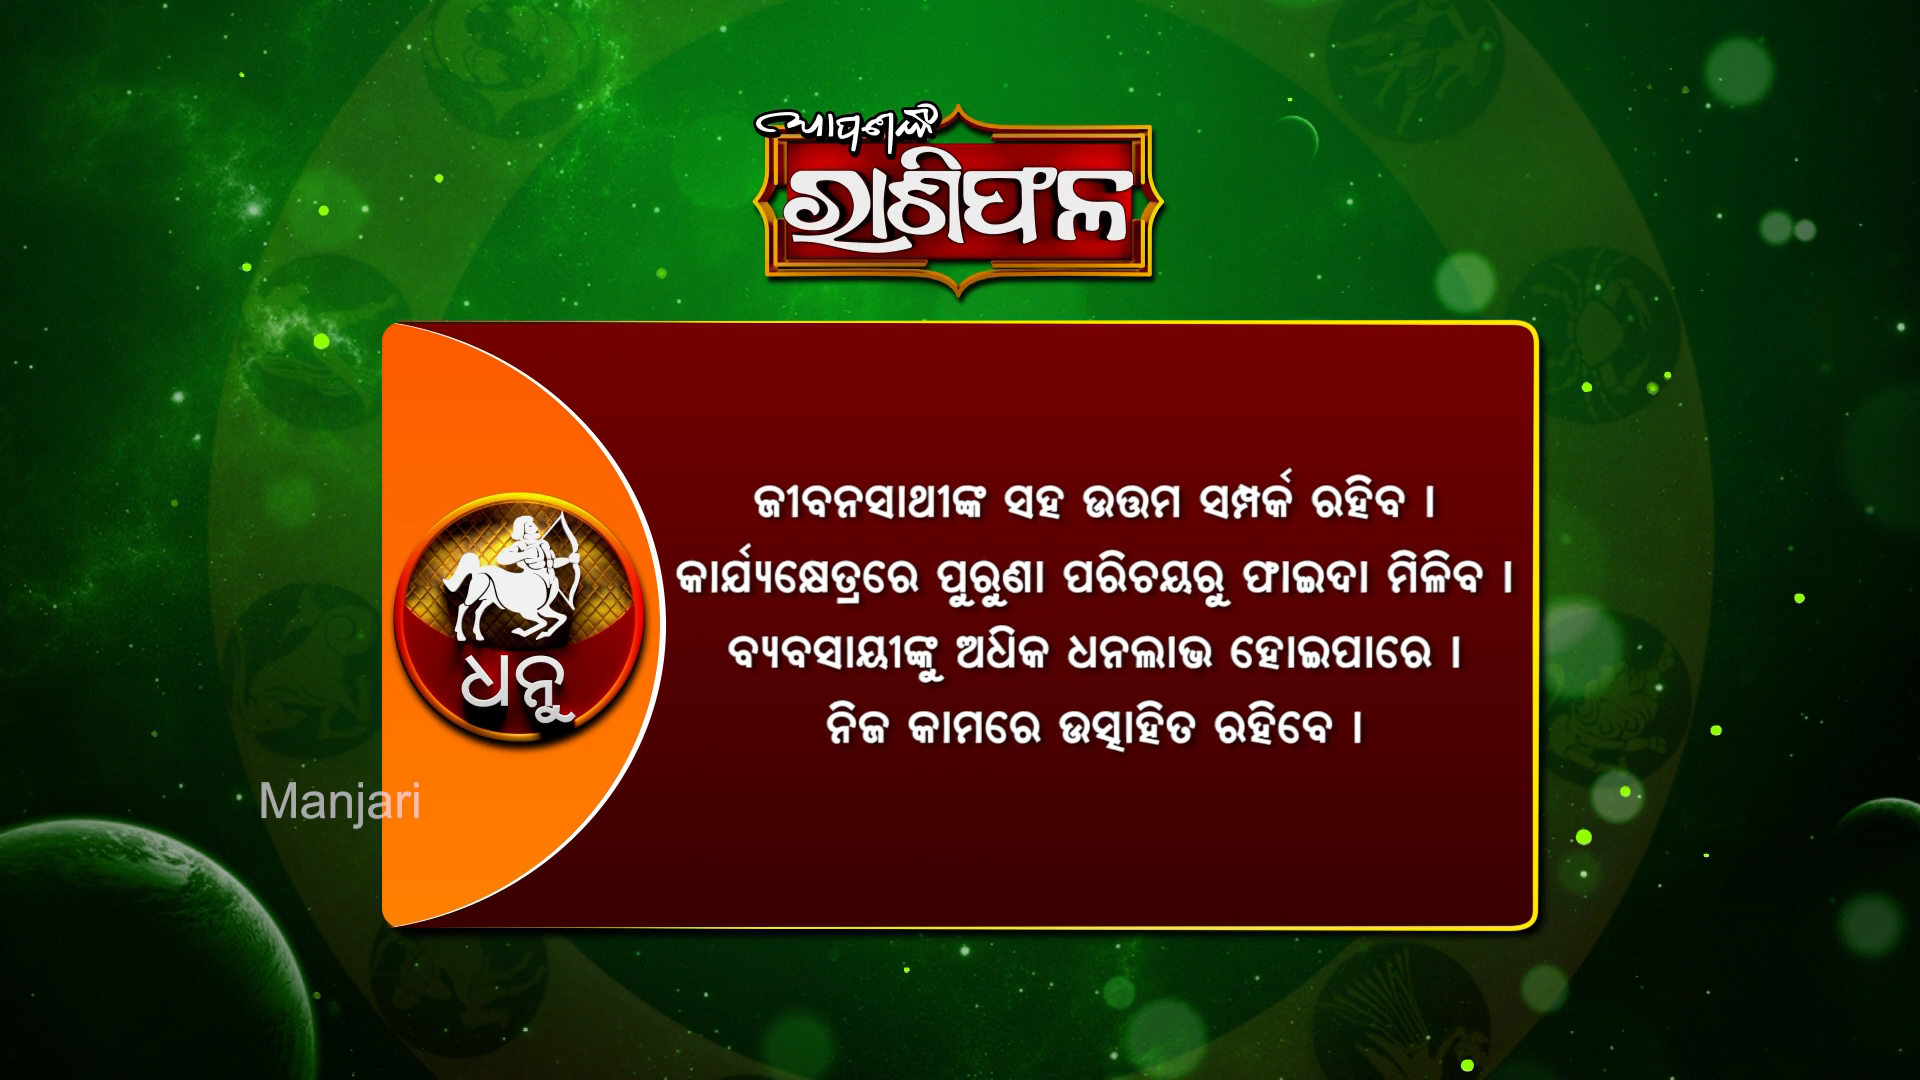 ଆପଣଙ୍କ
ରାଶିଫଳ
ଜୀବନସାଥୀଙ୍କ ସହ ଉତ୍ତମ ସମ୍ପର୍କ ରହିବ ।
କାର୍ଯ୍ୟକ୍ଷେତ୍ରରେ ପୁରୁଣା ପରିଚୟରୁ ଫାଇଦା ମିଳିବ ।
ବ୍ୟବସାୟୀଙ୍କୁ ଅଧିକ ଧନଲାଭ ହୋଇପାରେ ।
ନିଜ କାମରେ ଉତ୍ସାହିତ ରହିବେ ।
ଧନୁ
Manjari